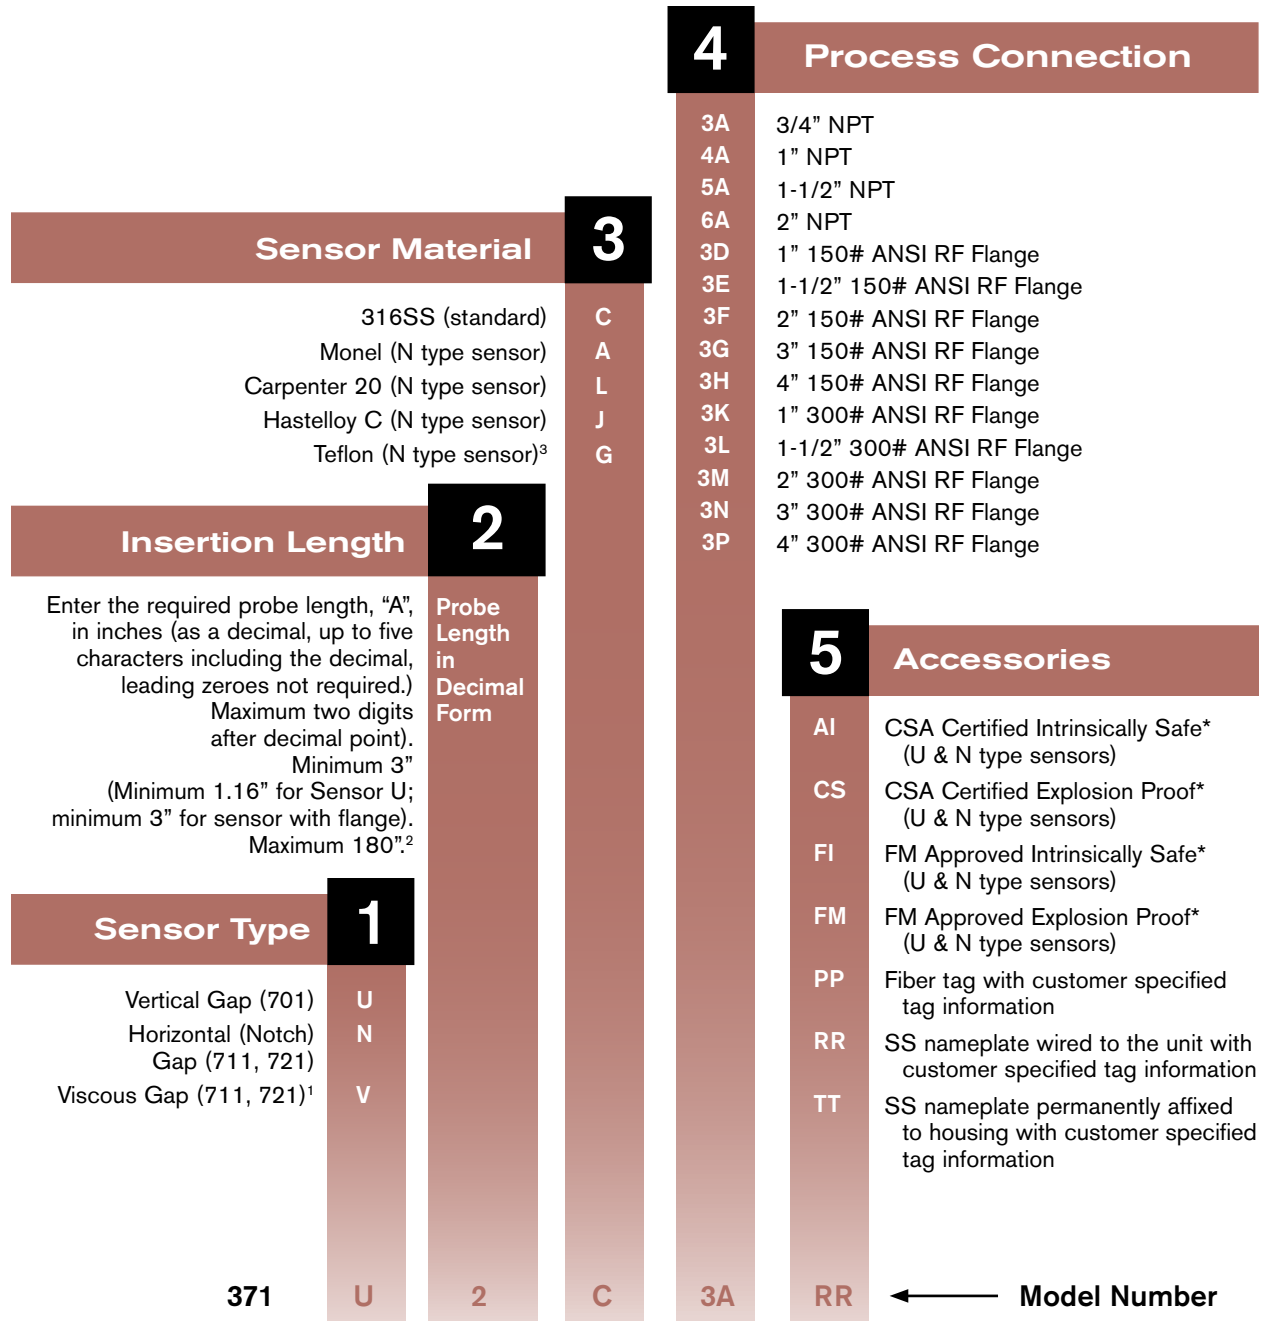 4 Process Connection
3A 3/4” NPT
4A 1” NPT
5A 1-1/2” NPT
6A 2” NPT
3D 1” 150# ANSI RF Flange
3E 1-1/2” 150# ANSI RF Flange
3F 2” 150# ANSI RF Flange
3G 3” 150# ANSI RF Flange
3H 4” 150# ANSI RF Flange
3K 1” 300# ANSI RF Flange
3L 1-1/2” 300# ANSI RF Flange
3M 2” 300# ANSI RF Flange
3N 3” 300# ANSI RF Flange
3P 4” 300# ANSI RF Flange
Sensor Material 3
316SS (standard) C
Monel (N type sensor) A
Carpenter 20 (N type sensor) L
Hastelloy C (N type sensor) J
Teflon (N type sensor)³ G
Insertion Length 2
Enter the required probe length, “A”,
in inches (as a decimal, up to five
characters including the decimal,
leading zeroes not required.)
Maximum two digits
after decimal point).
Minimum 3”
(Minimum 1.16” for Sensor U;
minimum 3” for sensor with flange).
Maximum 180”.²
Probe
Length
in
Decimal
Form
5 Accessories
AI CSA Certified Intrinsically Safe*
(U & N type sensors)
CS CSA Certified Explosion Proof*
(U & N type sensors)
FI FM Approved Intrinsically Safe*
(U & N type sensors)
FM FM Approved Explosion Proof*
(U & N type sensors)
PP Fiber tag with customer specified
tag information
RR SS nameplate wired to the unit with
customer specified tag information
TT SS nameplate permanently affixed
to housing with customer specified
tag information
Sensor Type 1
Vertical Gap (701) U
Horizontal (Notch) N
Gap (711, 721)
Viscous Gap (711, 721)¹ V
371 U 2 C 3A RR Model Number